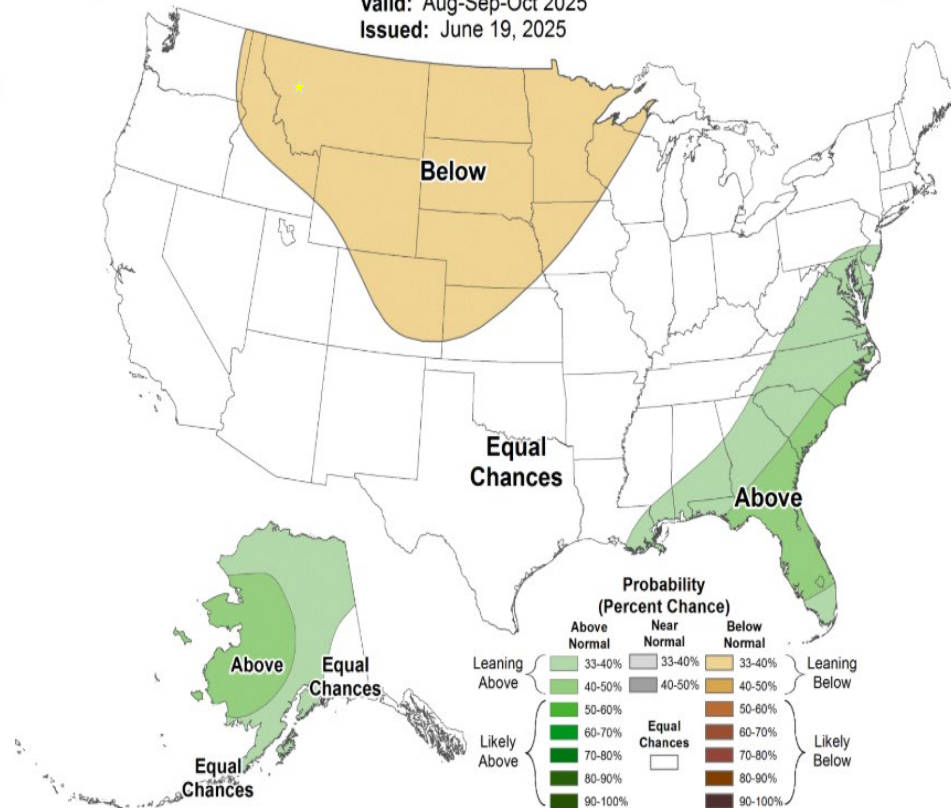 Valid: Aug-Sep-Oct 2025
Issued: June 19, 2025
Below
Equal
Chances
Above
Above
Equal
Chances
Equal
Chances
Probability
(Percent Chance)
Above
Normal
Near
Normal
Below
Normal
Leaning
Above
33-40%
33-40%
33-40%
Leaning
Below
40-50%
40-50%
40-50%
Likely
Above
50-60%
60-70%
70-80%
80-90%
90-100%
Equal
Chances
50-60%
60-70%
70-80%
80-90%
90-100%
Likely
Below